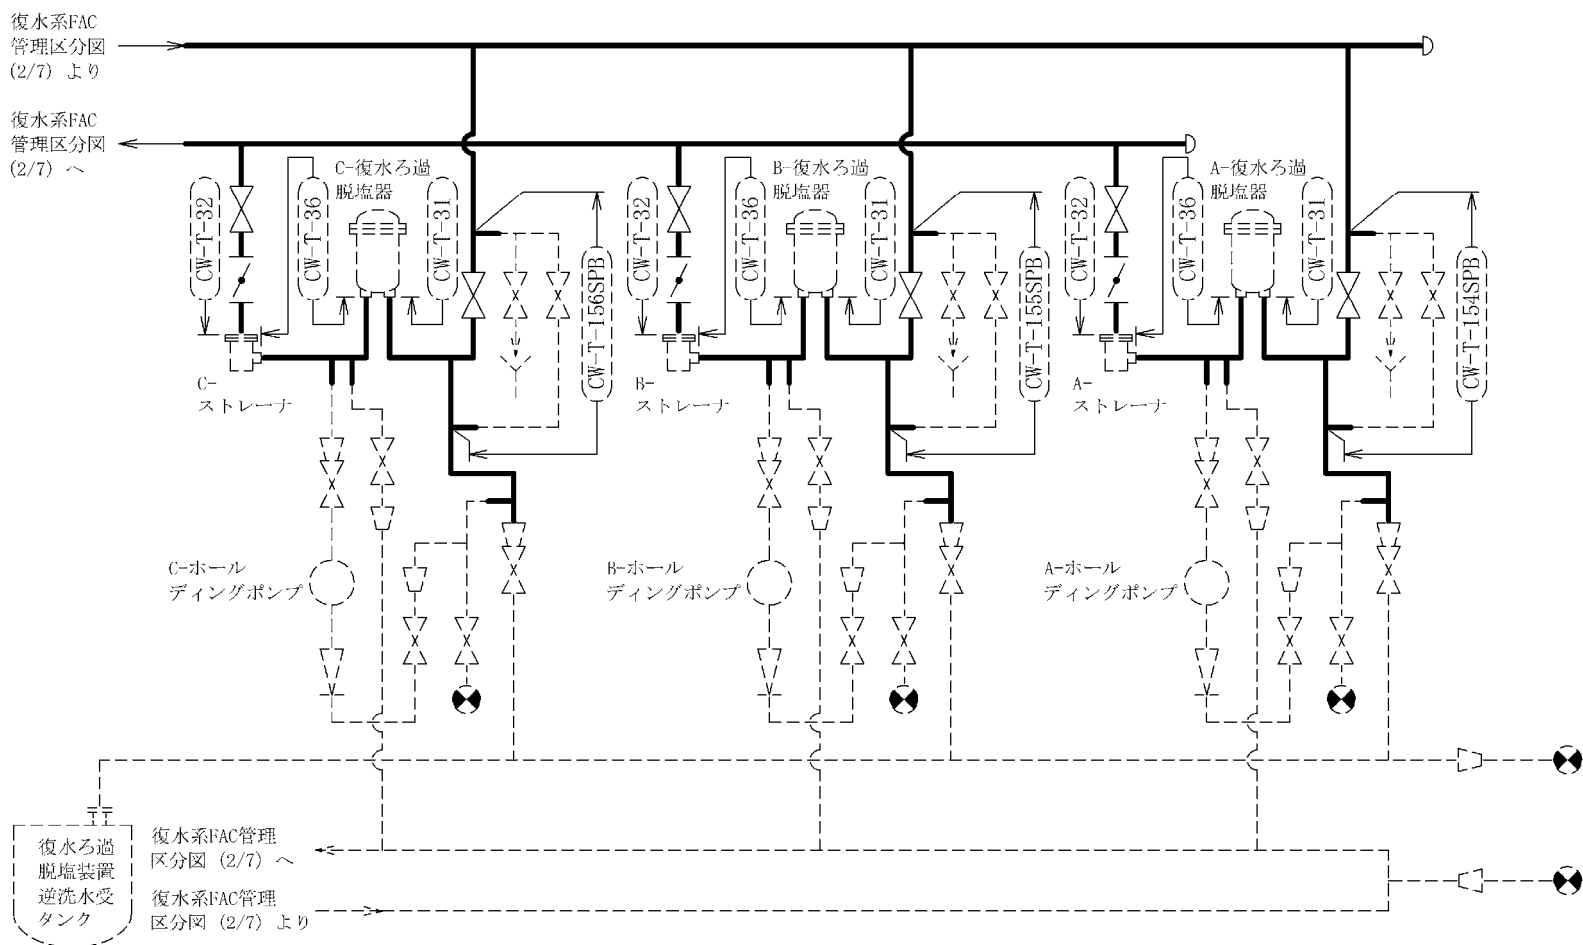 復水系FAC
管理区分図
(2/7) より
復水系FAC
管理区分図
(2/7) へ
C-復水ろ過
脱塩器
B-復水ろ過
脱塩器
A-復水ろ過
脱塩器
CW-T-32
CW-T-36
CW-T-31
CW-T-156SPB
CW-T-32
CW-T-36
CW-T-31
CW-T-155SPB
CW-T-32
CW-T-36
CW-T-31
CW-T-154SPB
C-
ストレーナ
B-
ストレーナ
A-
ストレーナ
C-ホール
ディングポンプ
B-ホール
ディングポンプ
A-ホール
ディングポンプ
復水ろ過
脱塩装置
逆洗水受
タンク
復水系FAC管理
区分図 (2/7) へ
復水系FAC管理
区分図 (2/7) より